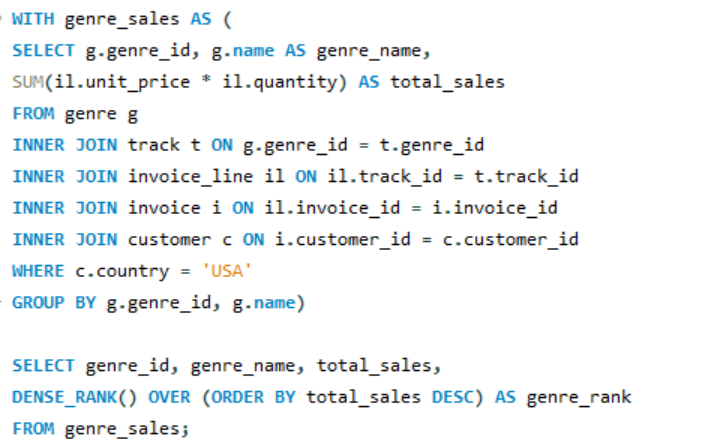 WITH genre_sales AS (
SELECT g.genre_id, g.name AS genre_name,
SUM(il.unit_price * il.quantity) AS total_sales
FROM genre g
INNER JOIN track t ON g.genre_id = t.genre_id
INNER JOIN invoice_line il ON il.track_id = t.track_id
INNER JOIN invoice i ON il.invoice_id = i.invoice_id
INNER JOIN customer c ON i.customer_id = c.customer_id
WHERE c.country = 'USA'
GROUP BY g.genre_id, g.name)
SELECT genre_id, genre_name, total_sales,
DENSE_RANK() OVER (ORDER BY total_sales DESC) AS genre_rank
FROM genre_sales;